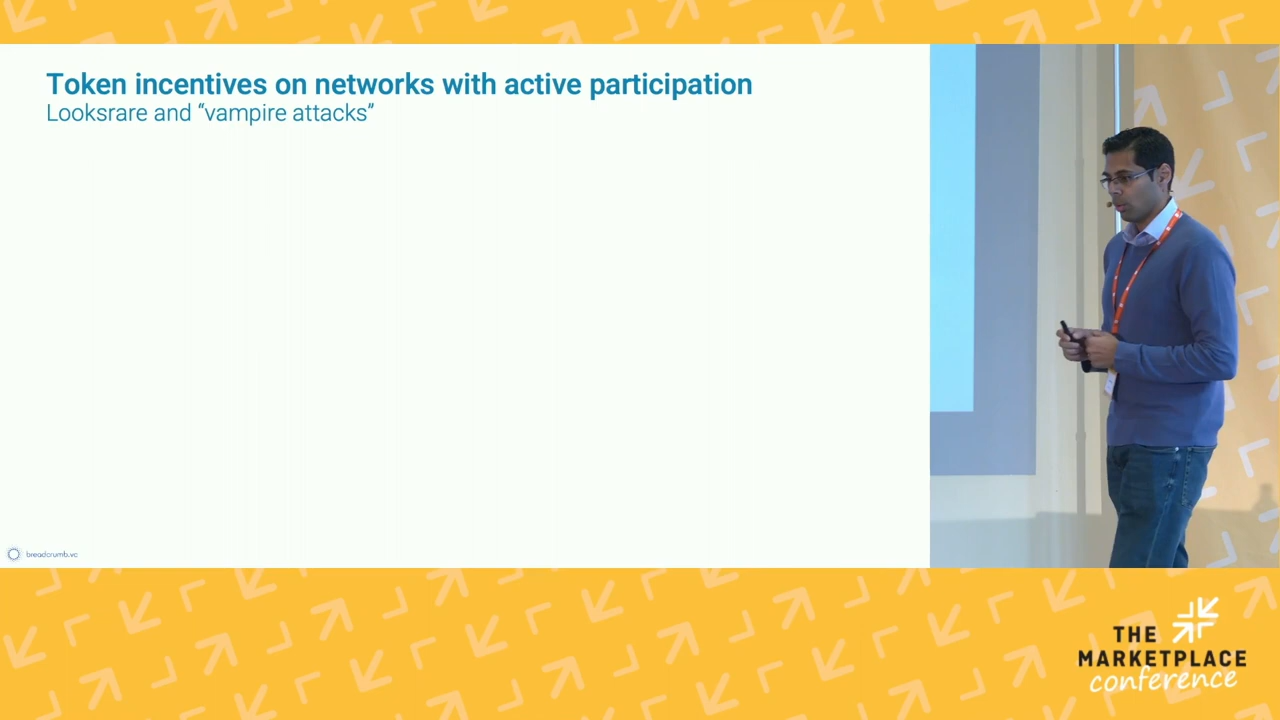 Token incentives on networks with active participation
Looksrare and “vampire attacks”
breadcrumb.vc
THE
MARKETPLACE
conference